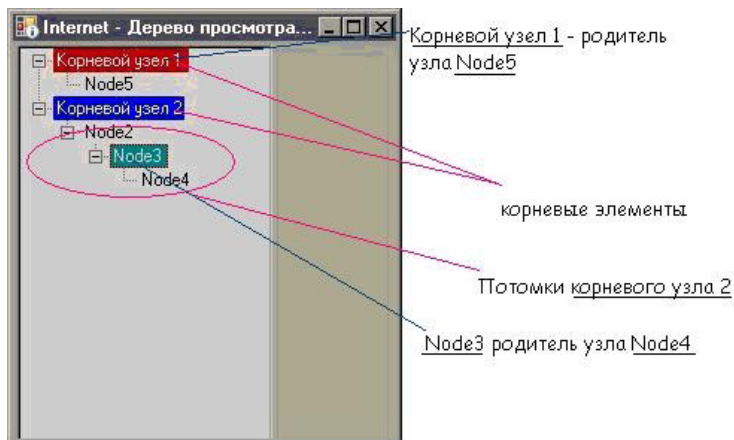 Internet - Дерево просмотра...
Корневой узел 1
Node5
Корневой узел 2
Node2
Node3
Node4
Корневой узел 1 - родитель
узла Node5
корневые элементы
Потомки корневого узла 2
Node3 родитель узла Node4